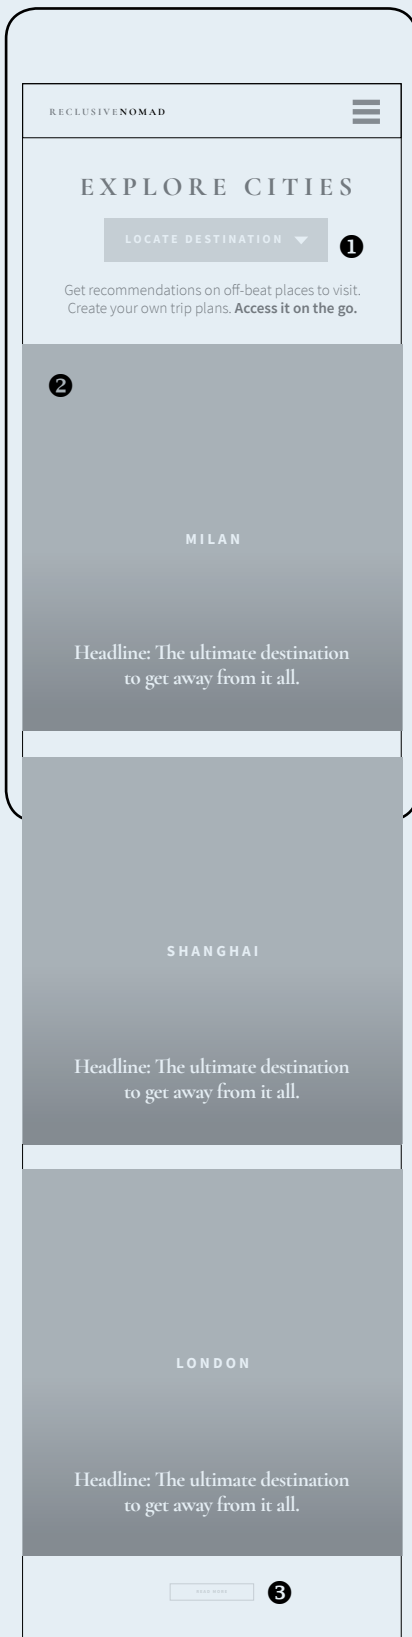 RECLUSIVENOMAD
EXPLORE CITIES
LOCATE DESTINATION
❶
Get recommendations on off-beat places to visit.
Create your own trip plans. Access it on the go.
❷
MILAN
Headline: The ultimate destination
to get away from it all.
SHANGHAI
Headline: The ultimate destination
to get away from it all.
LONDON
Headline: The ultimate destination
to get away from it all.
READ MORE
❸